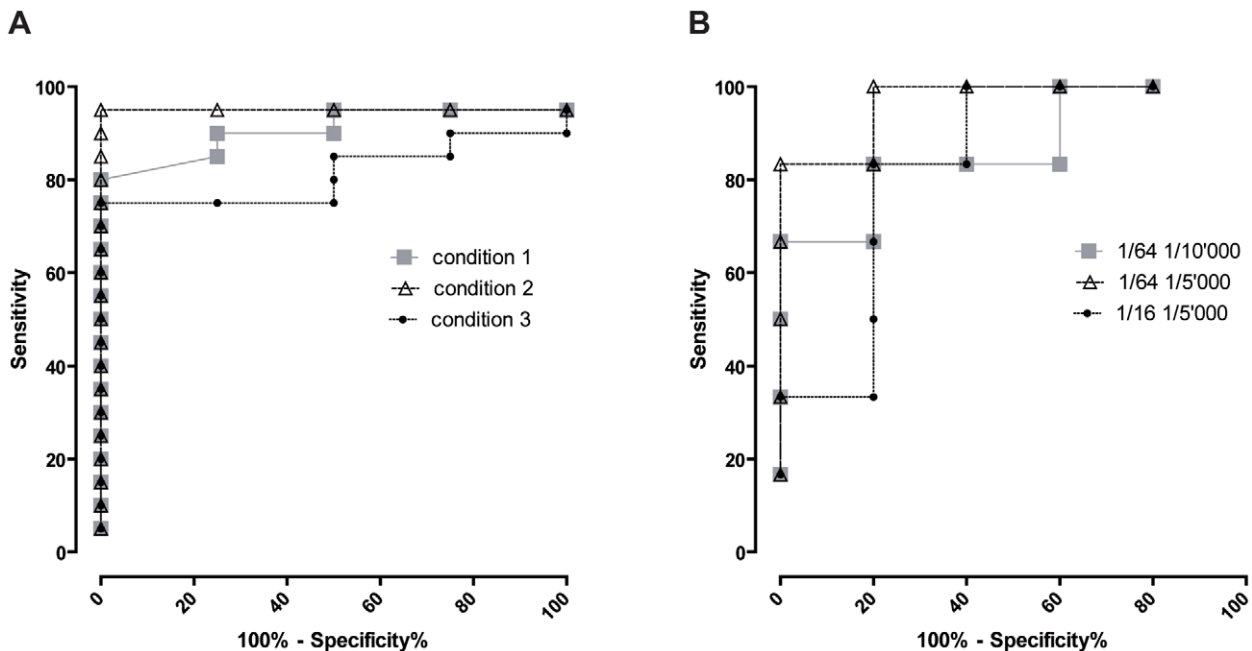 A
Sensitivity
100
80
60
40
20
0
0 20 40 60 80 100
100% - Specificity%
condition 1
condition 2
condition 3
B
Sensitivity
100
80
60
40
20
0
0 20 40 60 80 100
100% - Specificity%
1/64 1/10'000
1/64 1/5'000
1/16 1/5'000